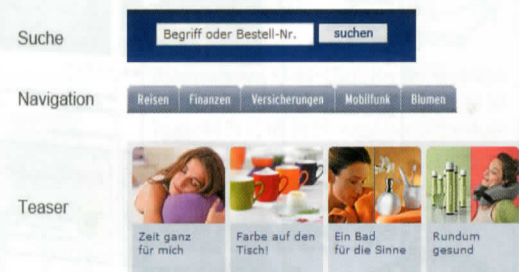 Suche
Begriff oder Bestell-Nr. suchen
Navigation
Reisen Finanzen Versicherungen Mobilfunk Blumen
Teaser
Zeit ganz für mich
Farbe auf den Tisch!
Ein Bad für die Sinne
Rundum gesund